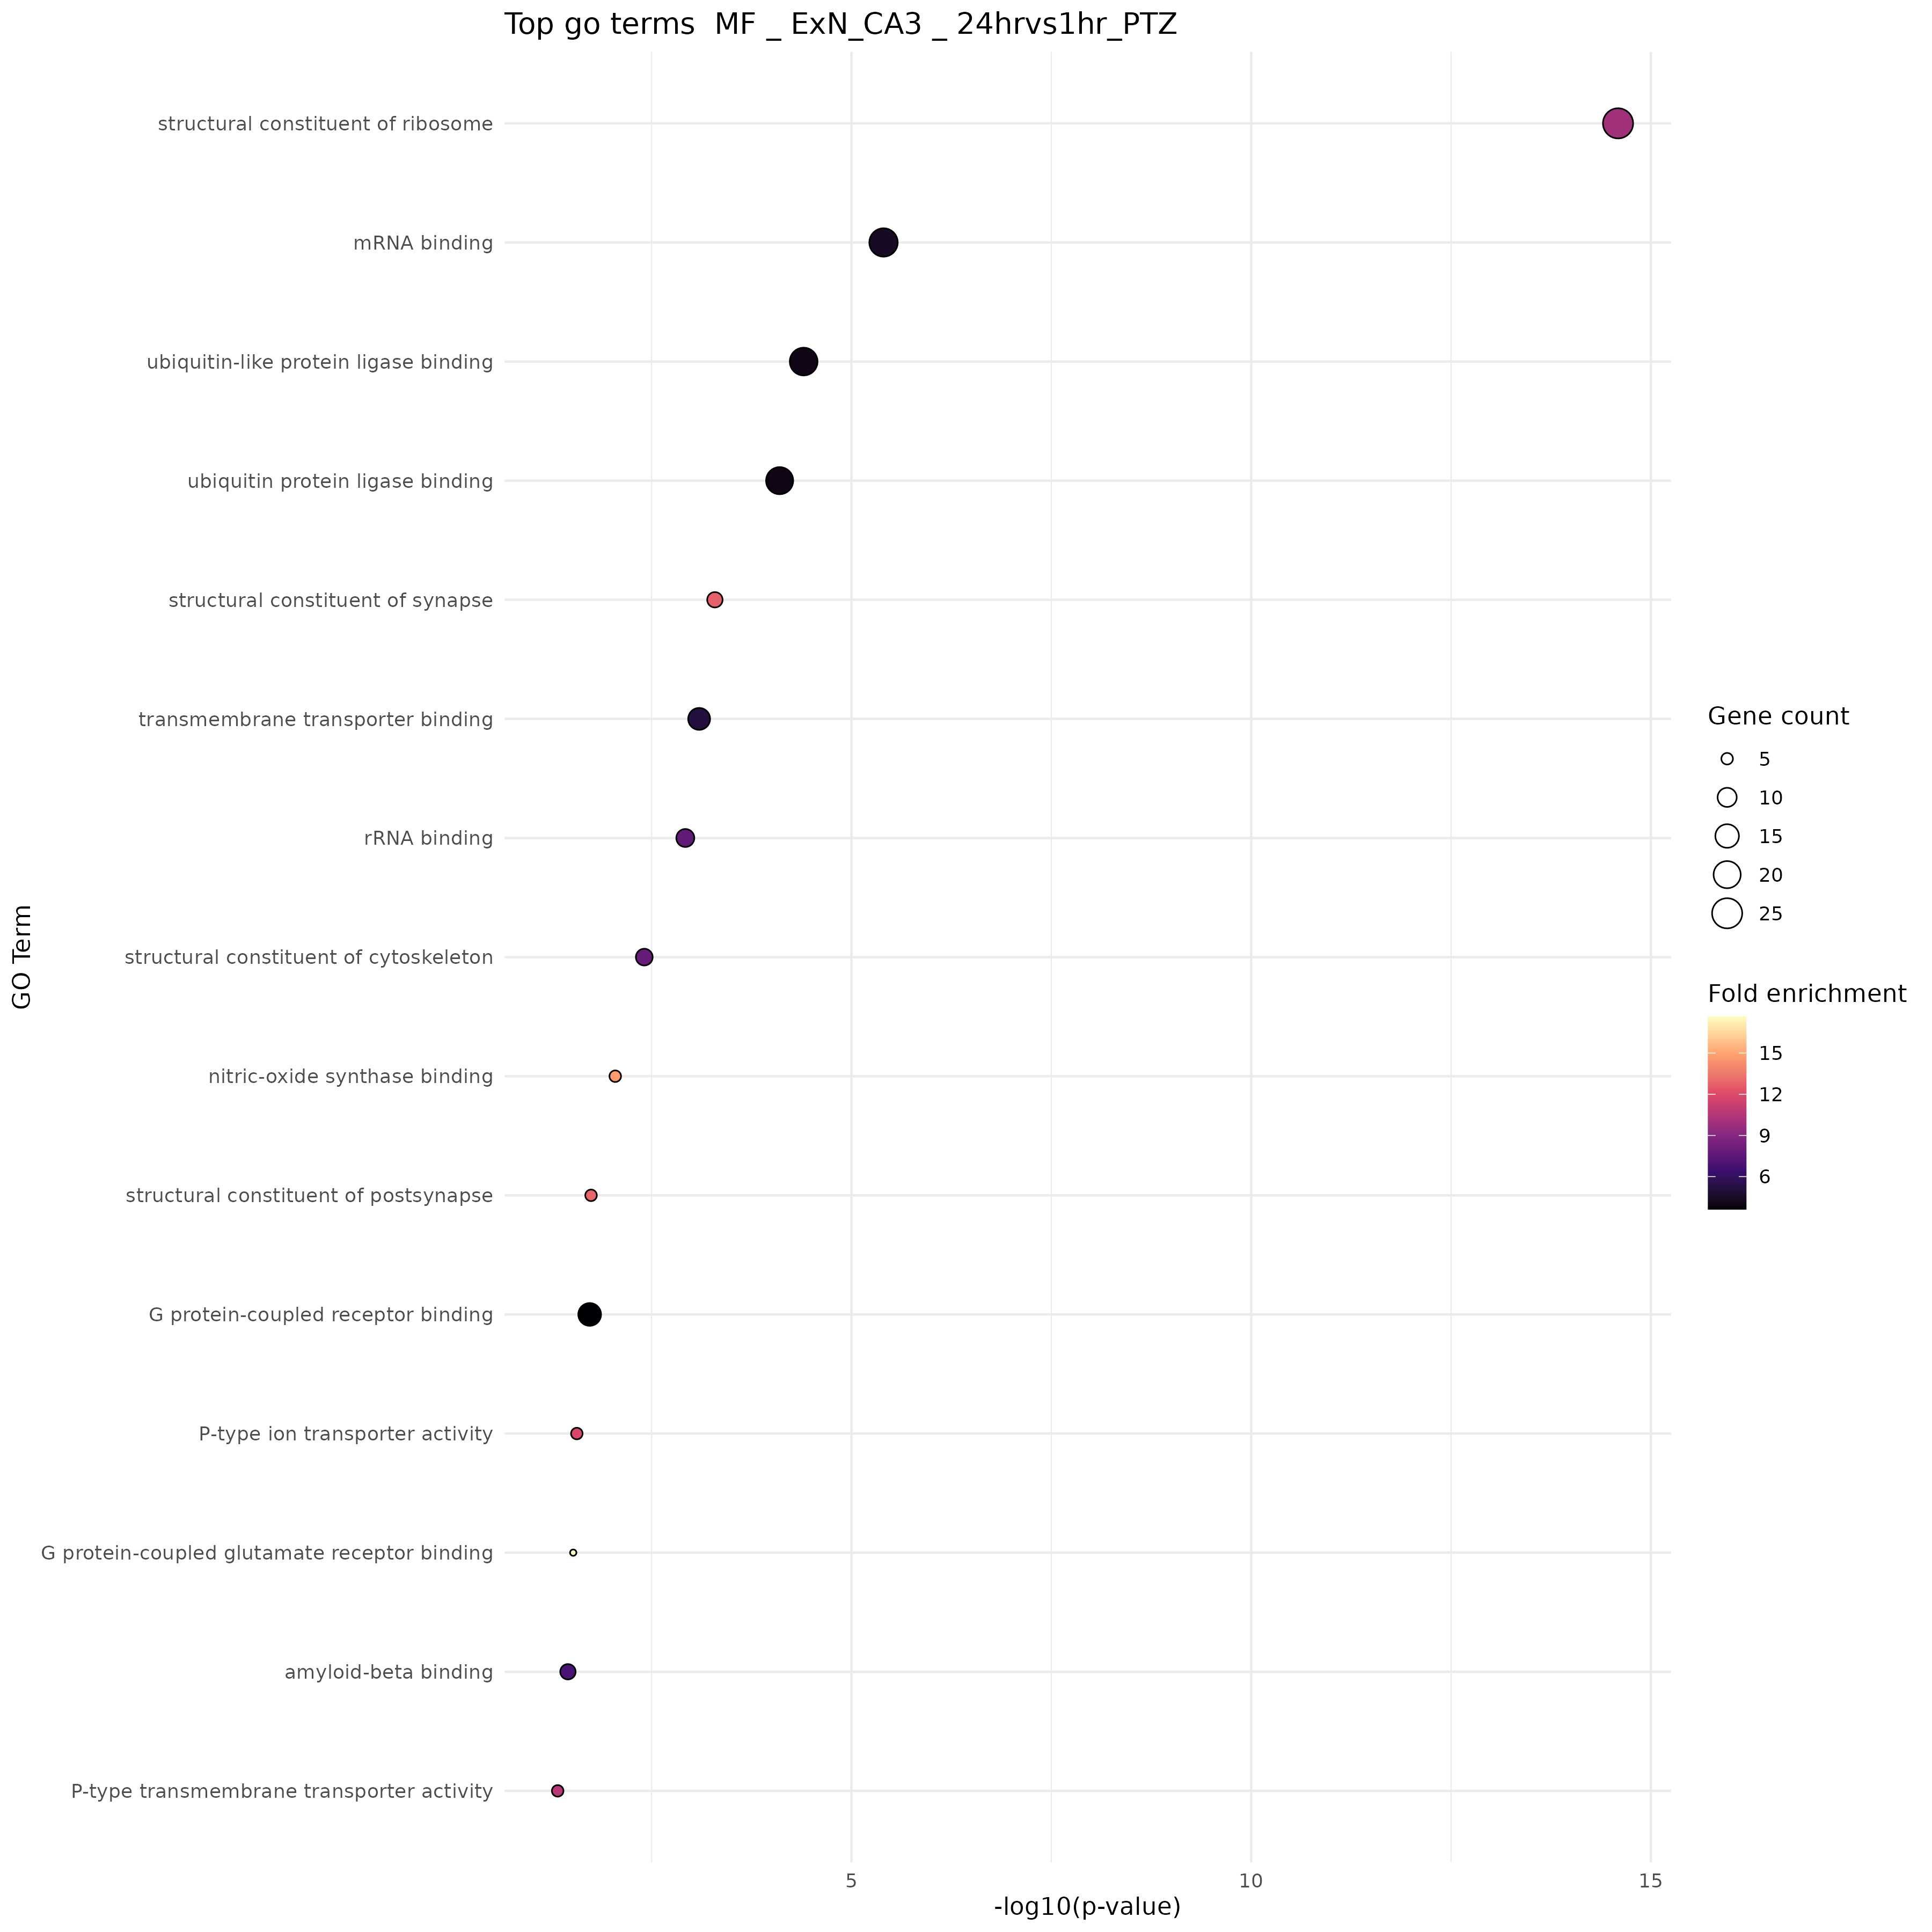 Top go terms  MF _ ExN_CA3 _ 24hrvs1hr_PTZ
structural constituent of ribosome
mRNA binding
ubiquitin-like protein ligase binding
ubiquitin protein ligase binding
structural constituent of synapse
transmembrane transporter binding
rRNA binding
structural constituent of cytoskeleton
nitric-oxide synthase binding
structural constituent of postsynapse
G protein-coupled receptor binding
P-type ion transporter activity
G protein-coupled glutamate receptor binding
amyloid-beta binding
P-type transmembrane transporter activity
GO Term
5
10
15
-log10(p-value)
Gene count
5
10
15
20
25
Fold enrichment
15
12
9
6